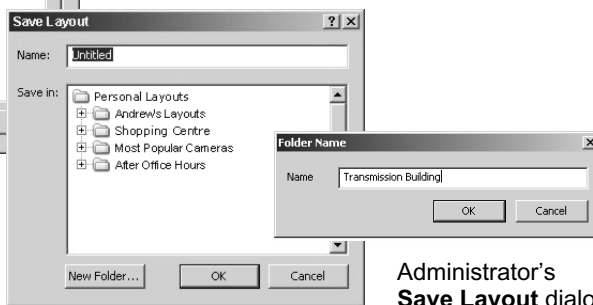 Save Layout
Name: Untitled
Save in:
Personal Layouts
Andrew's Layouts
Shopping Centre
Most Popular Cameras
After Office Hours
New Folder... OK Cancel
Folder Name
Name Transmission Building
OK Cancel
Administrator's
Save Layout